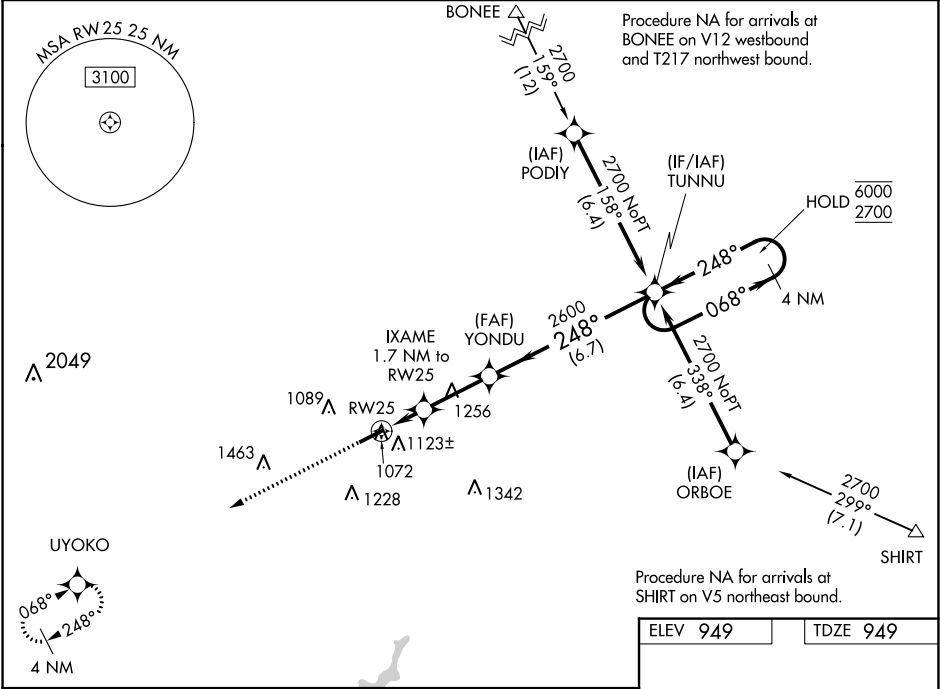 MSA RW25 25 NM
3100
BONEE
Procedure NA for arrivals at
BONEE on V12 westbound
and T217 northwest bound.
2700
159°
(12)
(IAF)
PODIY
2700 NoPT
158°
(6.4)
(IF/IAF)
TUNNU
HOLD
6000
2700
248°
068°
4 NM
2600
248°
(6.7)
(FAF)
YONDU
IXAME
1.7 NM to
RW25
2049
1089
RW25
1256
1123±
1072
1463
1228
1342
2700 NoPT
338°
(6.4)
(IAF)
ORBOE
2700
299°
(7.1)
SHIRT
UYOKO
068°
248°
4 NM
Procedure NA for arrivals at
SHIRT on V5 northeast bound.
ELEV 949
TDZE 949